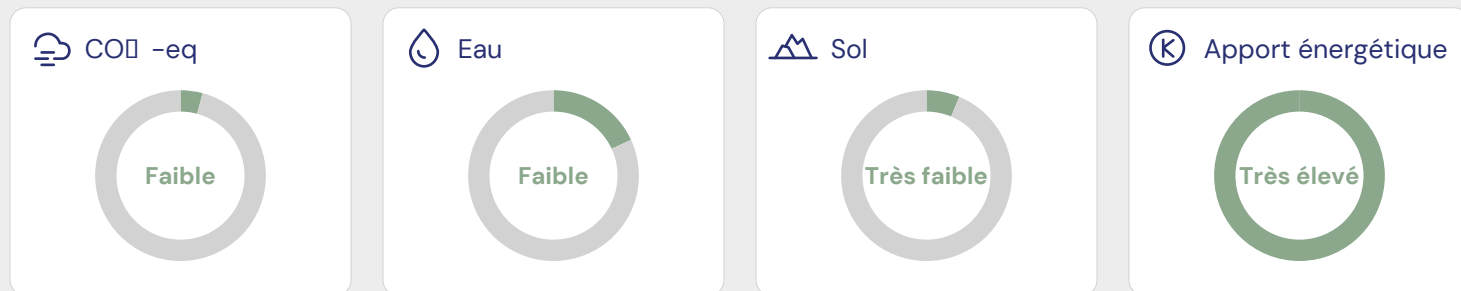 CO▯ -eq
Eau
Sol
Apport énergétique
Faible
Faible
Très faible
Très élevé